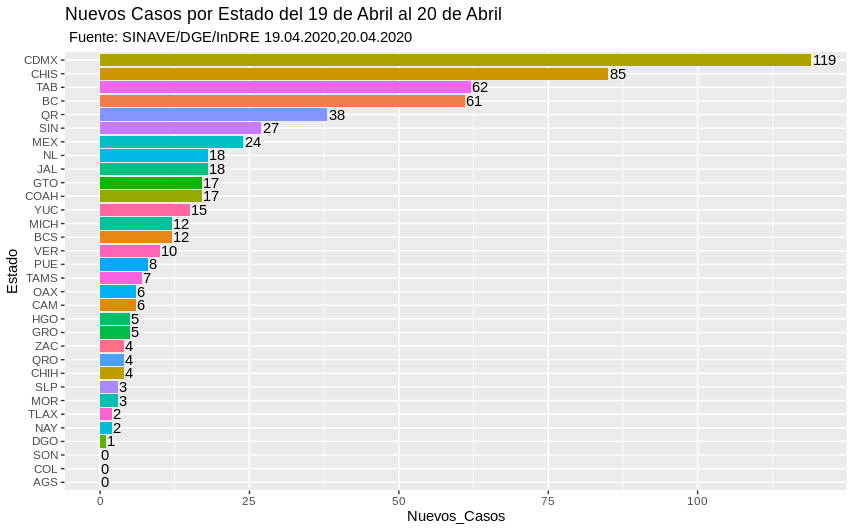 Nuevos Casos por Estado del 19 de Abril al 20 de Abril
Fuente: SINAVE/DGE/InDRE 19.04.2020,20.04.2020
CDMX 119
CHIS 85
TAB 62
BC 61
QR 38
SIN 27
MEX 24
NL 18
JAL 18
GTO 17
COAH 17
YUC 15
MICH 12
BCS 12
VER 10
PUE 8
TAMS 7
OAX 6
CAM 6
HGO 5
GRO 5
ZAC 4
QRO 4
CHIH 4
SLP 3
MOR 3
TLAX 2
NAY 2
DGO 1
SON 0
COL 0
AGS 0
Estado
0 25 50 75 100
Nuevos_Casos